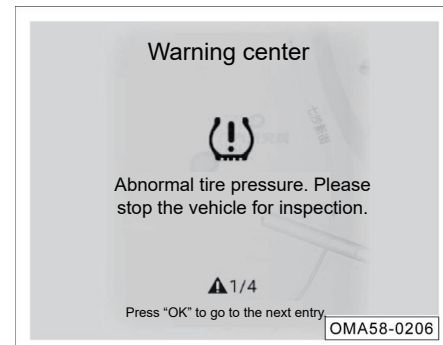 Warning center
Abnormal tire pressure. Please
stop the vehicle for inspection.
1/4
Press “OK” to go to the next entry.
OMA58-0206